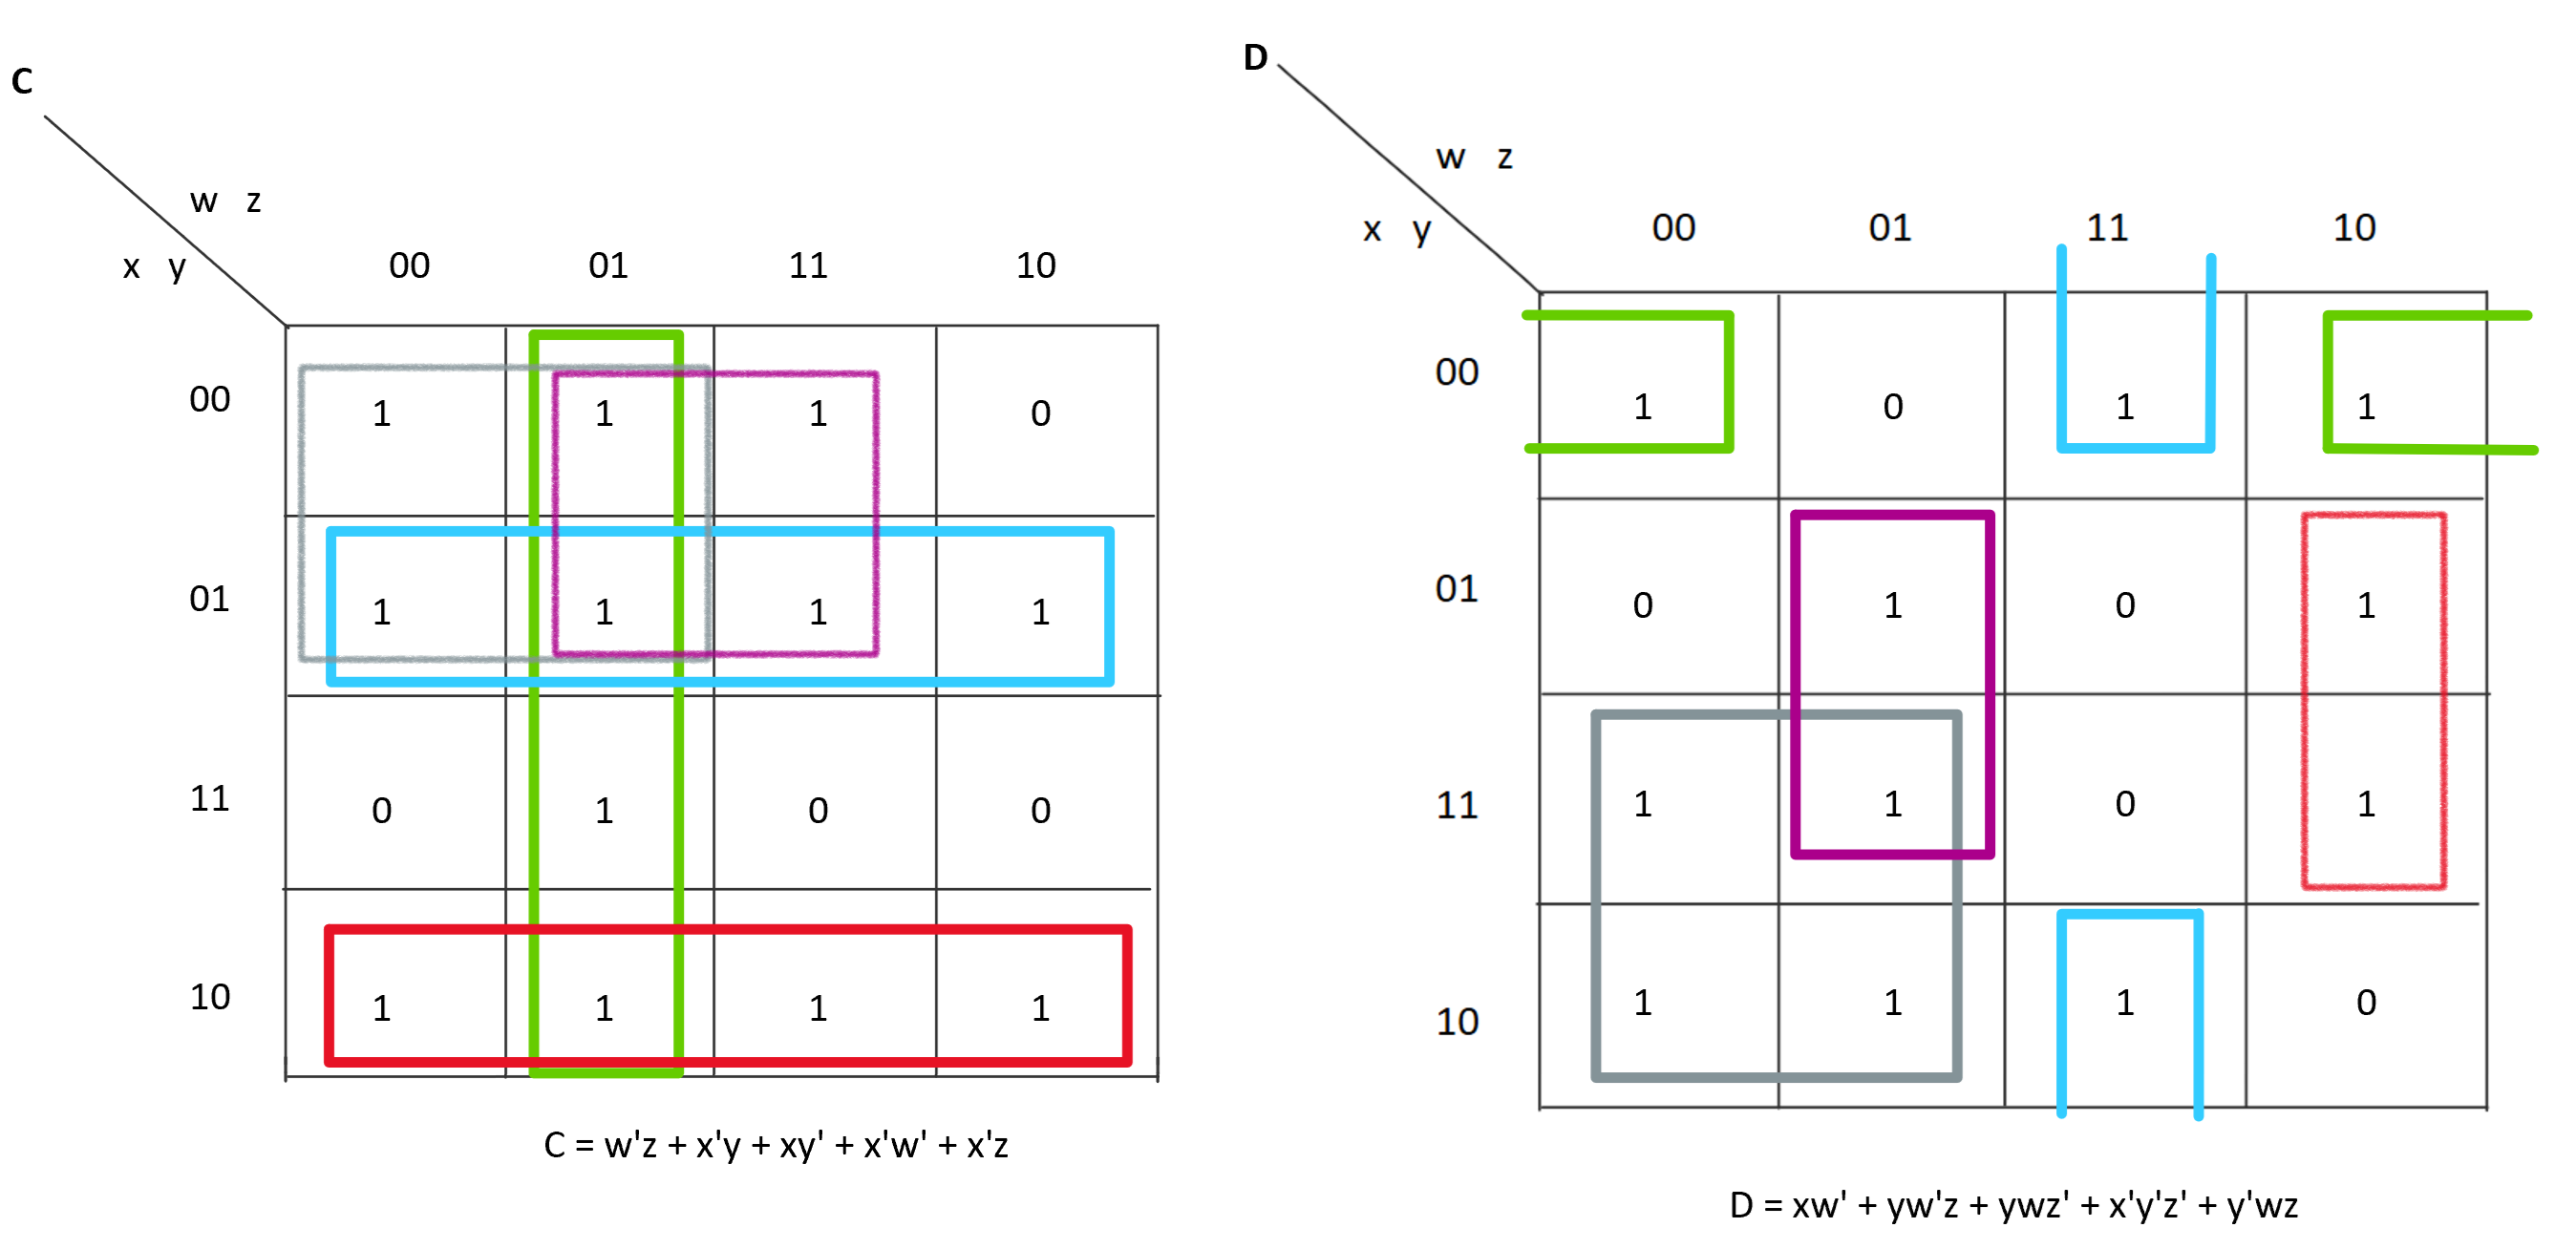 C
w z
x y
00 01 11 10
00 1 1 1 0
01 1 1 1 1
11 0 1 0 0
10 1 1 1 1
C = w'z + x'y + xy' + x'w' + x'z
D
w z
x y
00 01 11 10
00 1 0 1 1
01 0 1 0 1
11 1 1 0 1
10 1 1 1 0
D = xw' + yw'z + ywz' + x'y'z' + y'wz